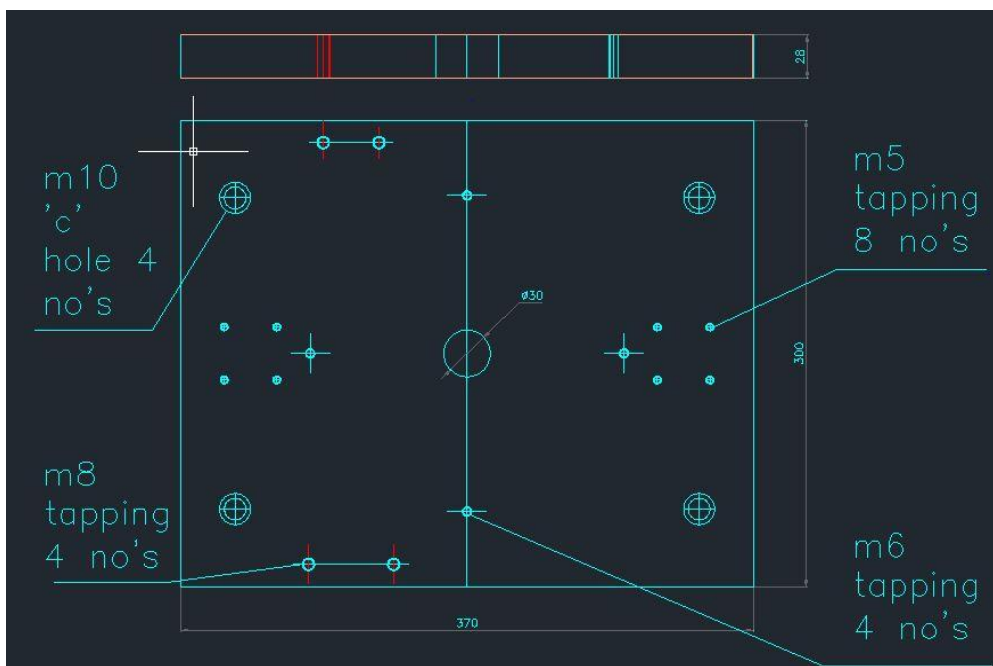 28
m10
'c'
hole 4
no's
m5
tapping
8 no's
ø30
300
m8
tapping
4 no's
m6
tapping
4 no's
370